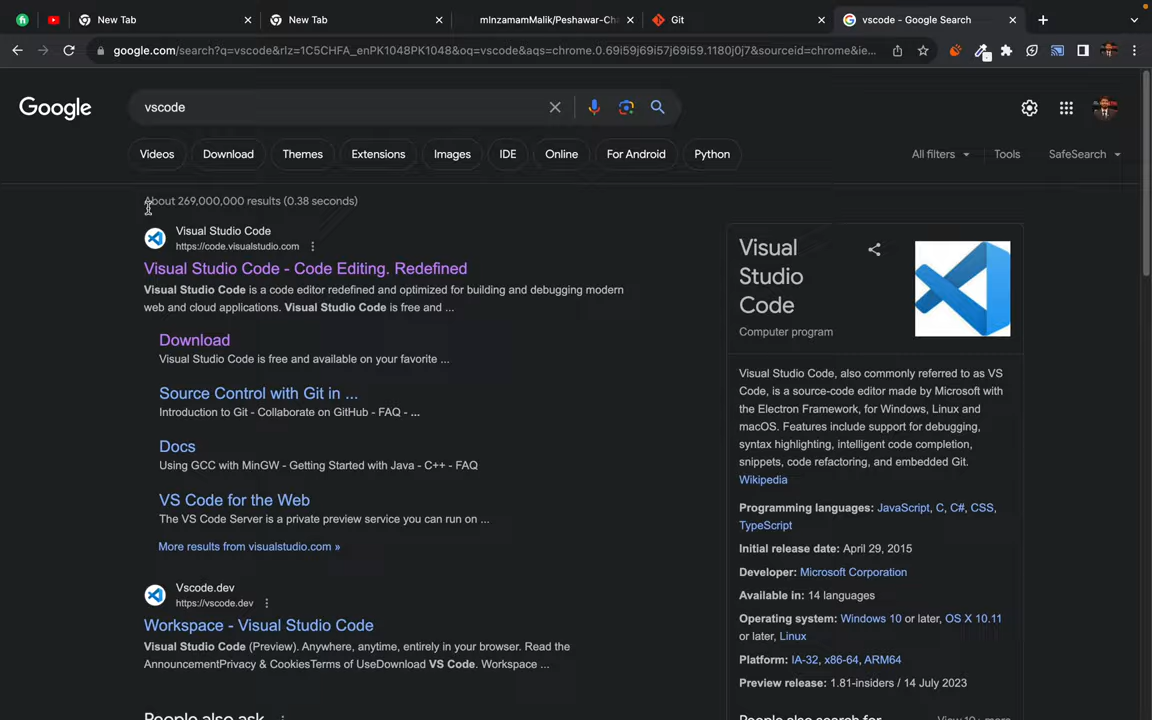 New Tab
New Tab
mInzamamMalik/Peshawar-Ch
Git
vscode - Google Search
google.com/search?q=vscode&rlz=1C5CHFA_enPK1048PK1048&oq=vscode&aqs=chrome.0.69i59j69i57j69i59.1180j0j7&sourceid=chrome&ie...
Google
vscode
Videos
Download
Themes
Extensions
Images
IDE
Online
For Android
Python
All filters
Tools
SafeSearch
About 269,000,000 results (0.38 seconds)
Visual Studio Code
https://code.visualstudio.com
Visual Studio Code - Code Editing. Redefined
Visual Studio Code is a code editor redefined and optimized for building and debugging modern
web and cloud applications. Visual Studio Code is free and ...
Download
Visual Studio Code is free and available on your favorite ...
Source Control with Git in ...
Introduction to Git - Collaborate on GitHub - FAQ - ...
Docs
Using GCC with MinGW - Getting Started with Java - C++ - FAQ
VS Code for the Web
The VS Code Server is a private preview service you can run on ...
More results from visualstudio.com »
Vscode.dev
https://vscode.dev
Workspace - Visual Studio Code
Visual Studio Code (Preview). Anywhere, anytime, entirely in your browser. Read the
AnnouncementPrivacy & CookiesTerms of UseDownload VS Code. Workspace ...
People also ask
Visual
Studio
Code
Computer program
Visual Studio Code, also commonly referred to as VS
Code, is a source-code editor made by Microsoft with
the Electron Framework, for Windows, Linux and
macOS. Features include support for debugging,
syntax highlighting, intelligent code completion,
snippets, code refactoring, and embedded Git.
Wikipedia
Programming languages: JavaScript, C, C#, CSS,
TypeScript
Initial release date: April 29, 2015
Developer: Microsoft Corporation
Available in: 14 languages
Operating system: Windows 10 or later, OS X 10.11
or later, Linux
Platform: IA-32, x86-64, ARM64
Preview release: 1.81-insiders / 14 July 2023
People also search for
View 10+ more